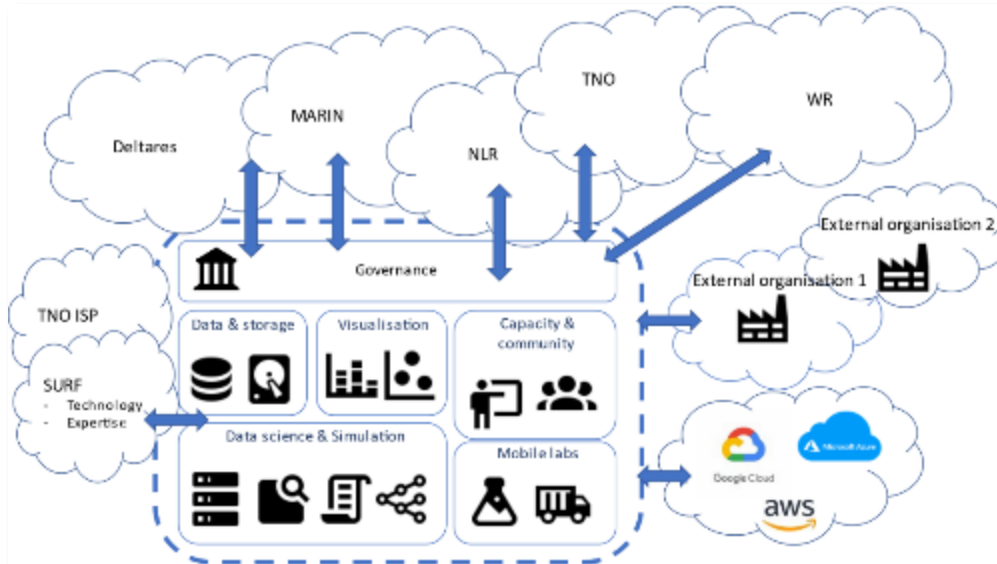 Deltares
MARIN
NLR
TNO
WR
Governance
External organisation 2
External organisation 1
TNO ISP
SURF
- Technology
- Expertise
Data & storage
Visualisation
Capacity &
community
Data science & Simulation
Mobile labs
Google Cloud
Microsoft Azure
aws